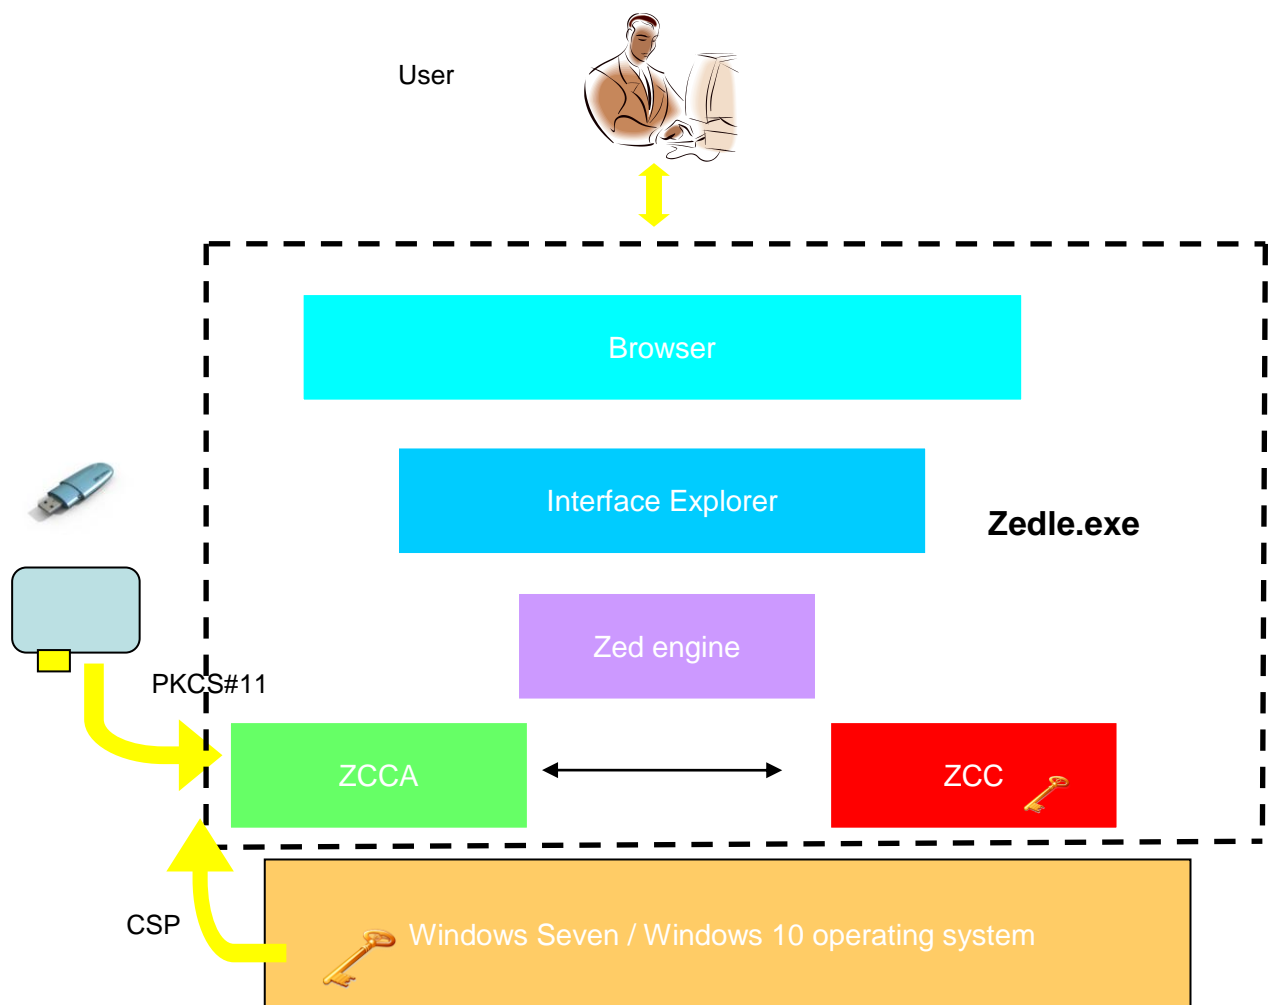 User
Browser
Interface Explorer
Zedle.exe
Zed engine
PKCS#11
ZCCA
ZCC
CSP
Windows Seven / Windows 10 operating system